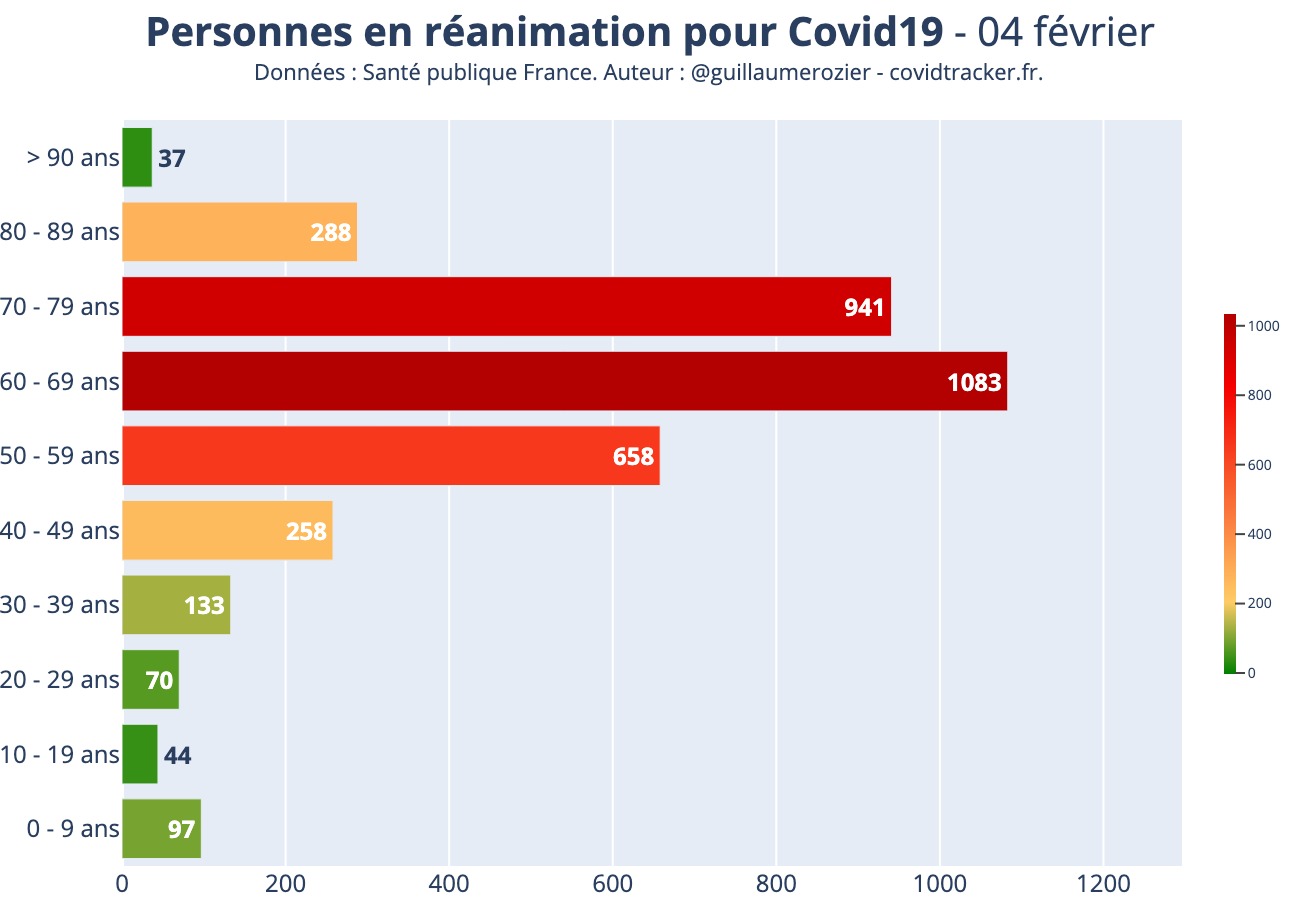 Personnes en réanimation pour Covid19 - 04 février
Données : Santé publique France. Auteur : @guillaumerozier - covidtracker.fr.
> 90 ans 37
80 - 89 ans 288
70 - 79 ans 941
60 - 69 ans 1083
50 - 59 ans 658
40 - 49 ans 258
30 - 39 ans 133
20 - 29 ans 70
10 - 19 ans 44
0 - 9 ans 97
0 200 400 600 800 1000 1200
1000
800
600
400
200
0